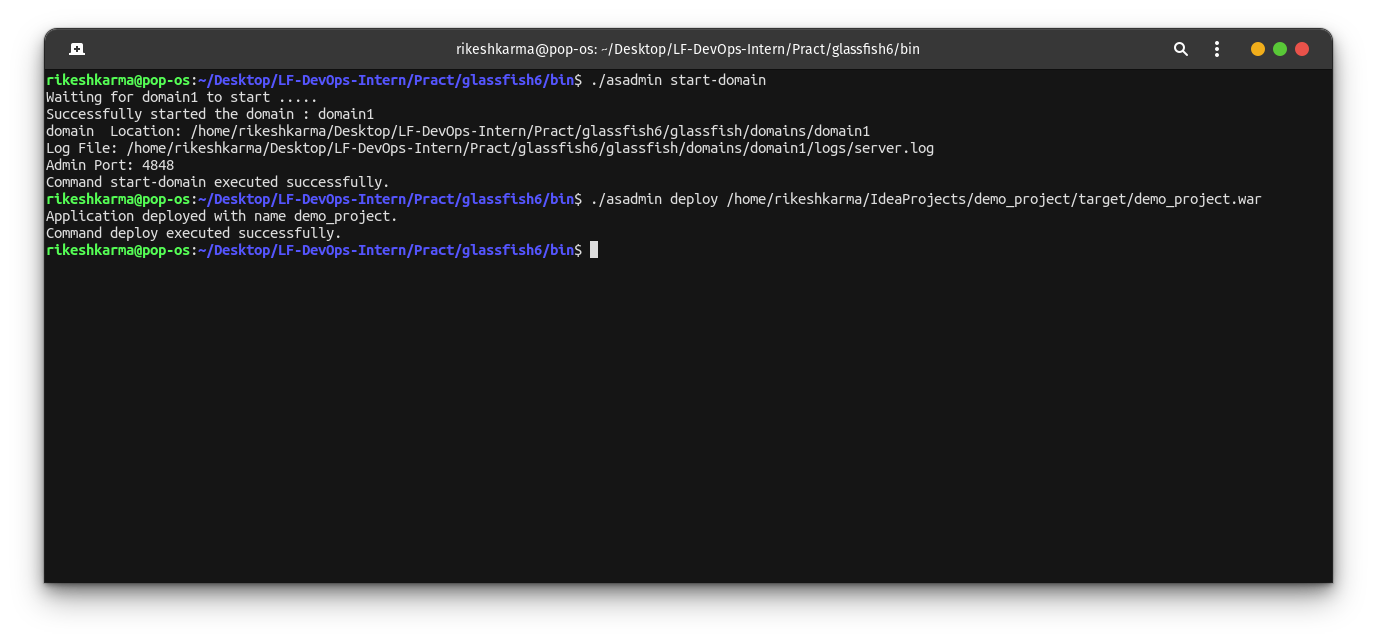 rikeshkarma@pop-os: ~/Desktop/LF-DevOps-Intern/Pract/glassfish6/bin
rikeshkarma@pop-os:~/Desktop/LF-DevOps-Intern/Pract/glassfish6/bin$ ./asadmin start-domain
Waiting for domain1 to start .....
Successfully started the domain : domain1
domain  Location: /home/rikeshkarma/Desktop/LF-DevOps-Intern/Pract/glassfish6/glassfish/domains/domain1
Log File: /home/rikeshkarma/Desktop/LF-DevOps-Intern/Pract/glassfish6/glassfish/domains/domain1/logs/server.log
Admin Port: 4848
Command start-domain executed successfully.
rikeshkarma@pop-os:~/Desktop/LF-DevOps-Intern/Pract/glassfish6/bin$ ./asadmin deploy /home/rikeshkarma/IdeaProjects/demo_project/target/demo_project.war
Application deployed with name demo_project.
Command deploy executed successfully.
rikeshkarma@pop-os:~/Desktop/LF-DevOps-Intern/Pract/glassfish6/bin$